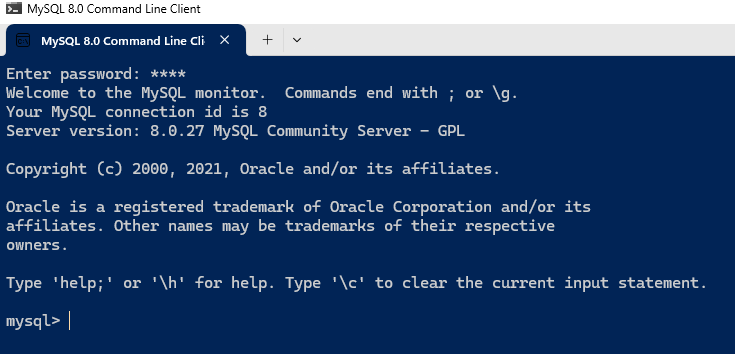 MySQL 8.0 Command Line Client
MySQL 8.0 Command Line Cli
Enter password: ****
Welcome to the MySQL monitor.  Commands end with ; or \g.
Your MySQL connection id is 8
Server version: 8.0.27 MySQL Community Server - GPL
Copyright (c) 2000, 2021, Oracle and/or its affiliates.
Oracle is a registered trademark of Oracle Corporation and/or its
affiliates. Other names may be trademarks of their respective
owners.
Type 'help;' or '\h' for help. Type '\c' to clear the current input statement.
mysql>